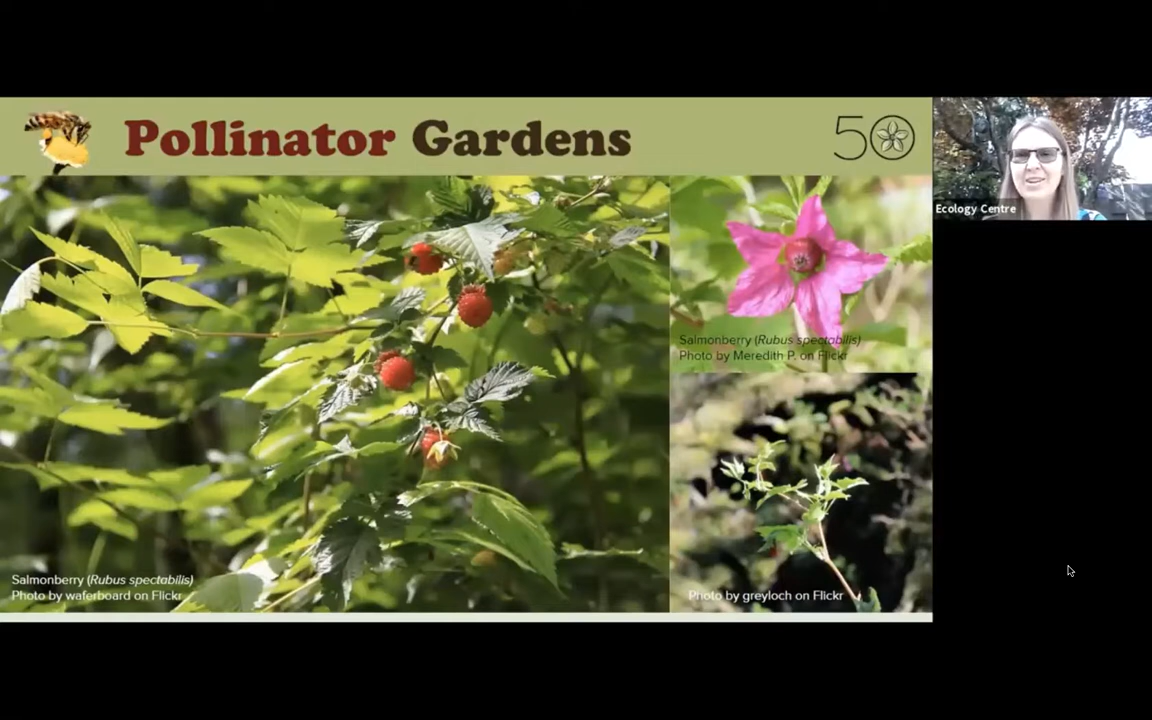 Pollinator Gardens
50
Ecology Centre
Salmonberry (Rubus spectabilis)
Photo by Meredith P. on Flickr
Salmonberry (Rubus spectabilis)
Photo by waferboard on Flickr
Photo by greyloch on Flickr